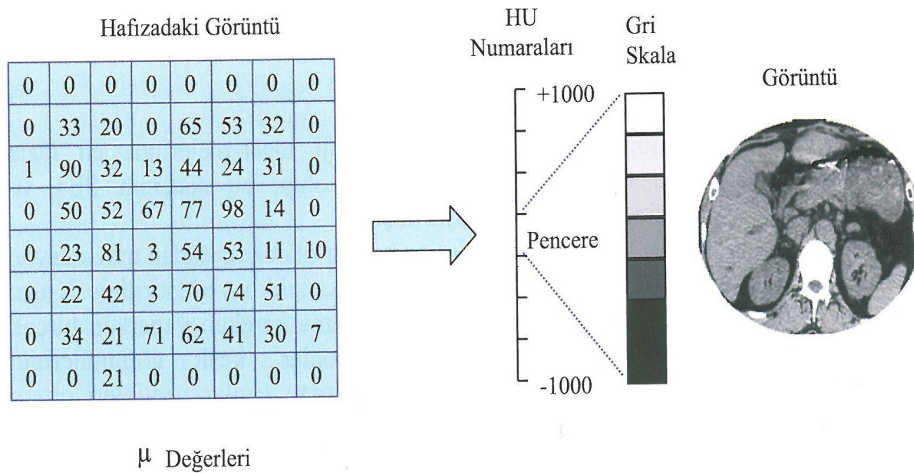 Hafızadaki Görüntü
0 0 0 0 0 0 0 0
0 33 20 0 65 53 32 0
1 90 32 13 44 24 31 0
0 50 52 67 77 98 14 0
0 23 81 3 54 53 11 10
0 22 42 3 70 74 51 0
0 34 21 71 62 41 30 7
0 0 21 0 0 0 0 0
μ Değerleri
HU
Numaraları
+1000
Pencere
-1000
Gri
Skala
Görüntü